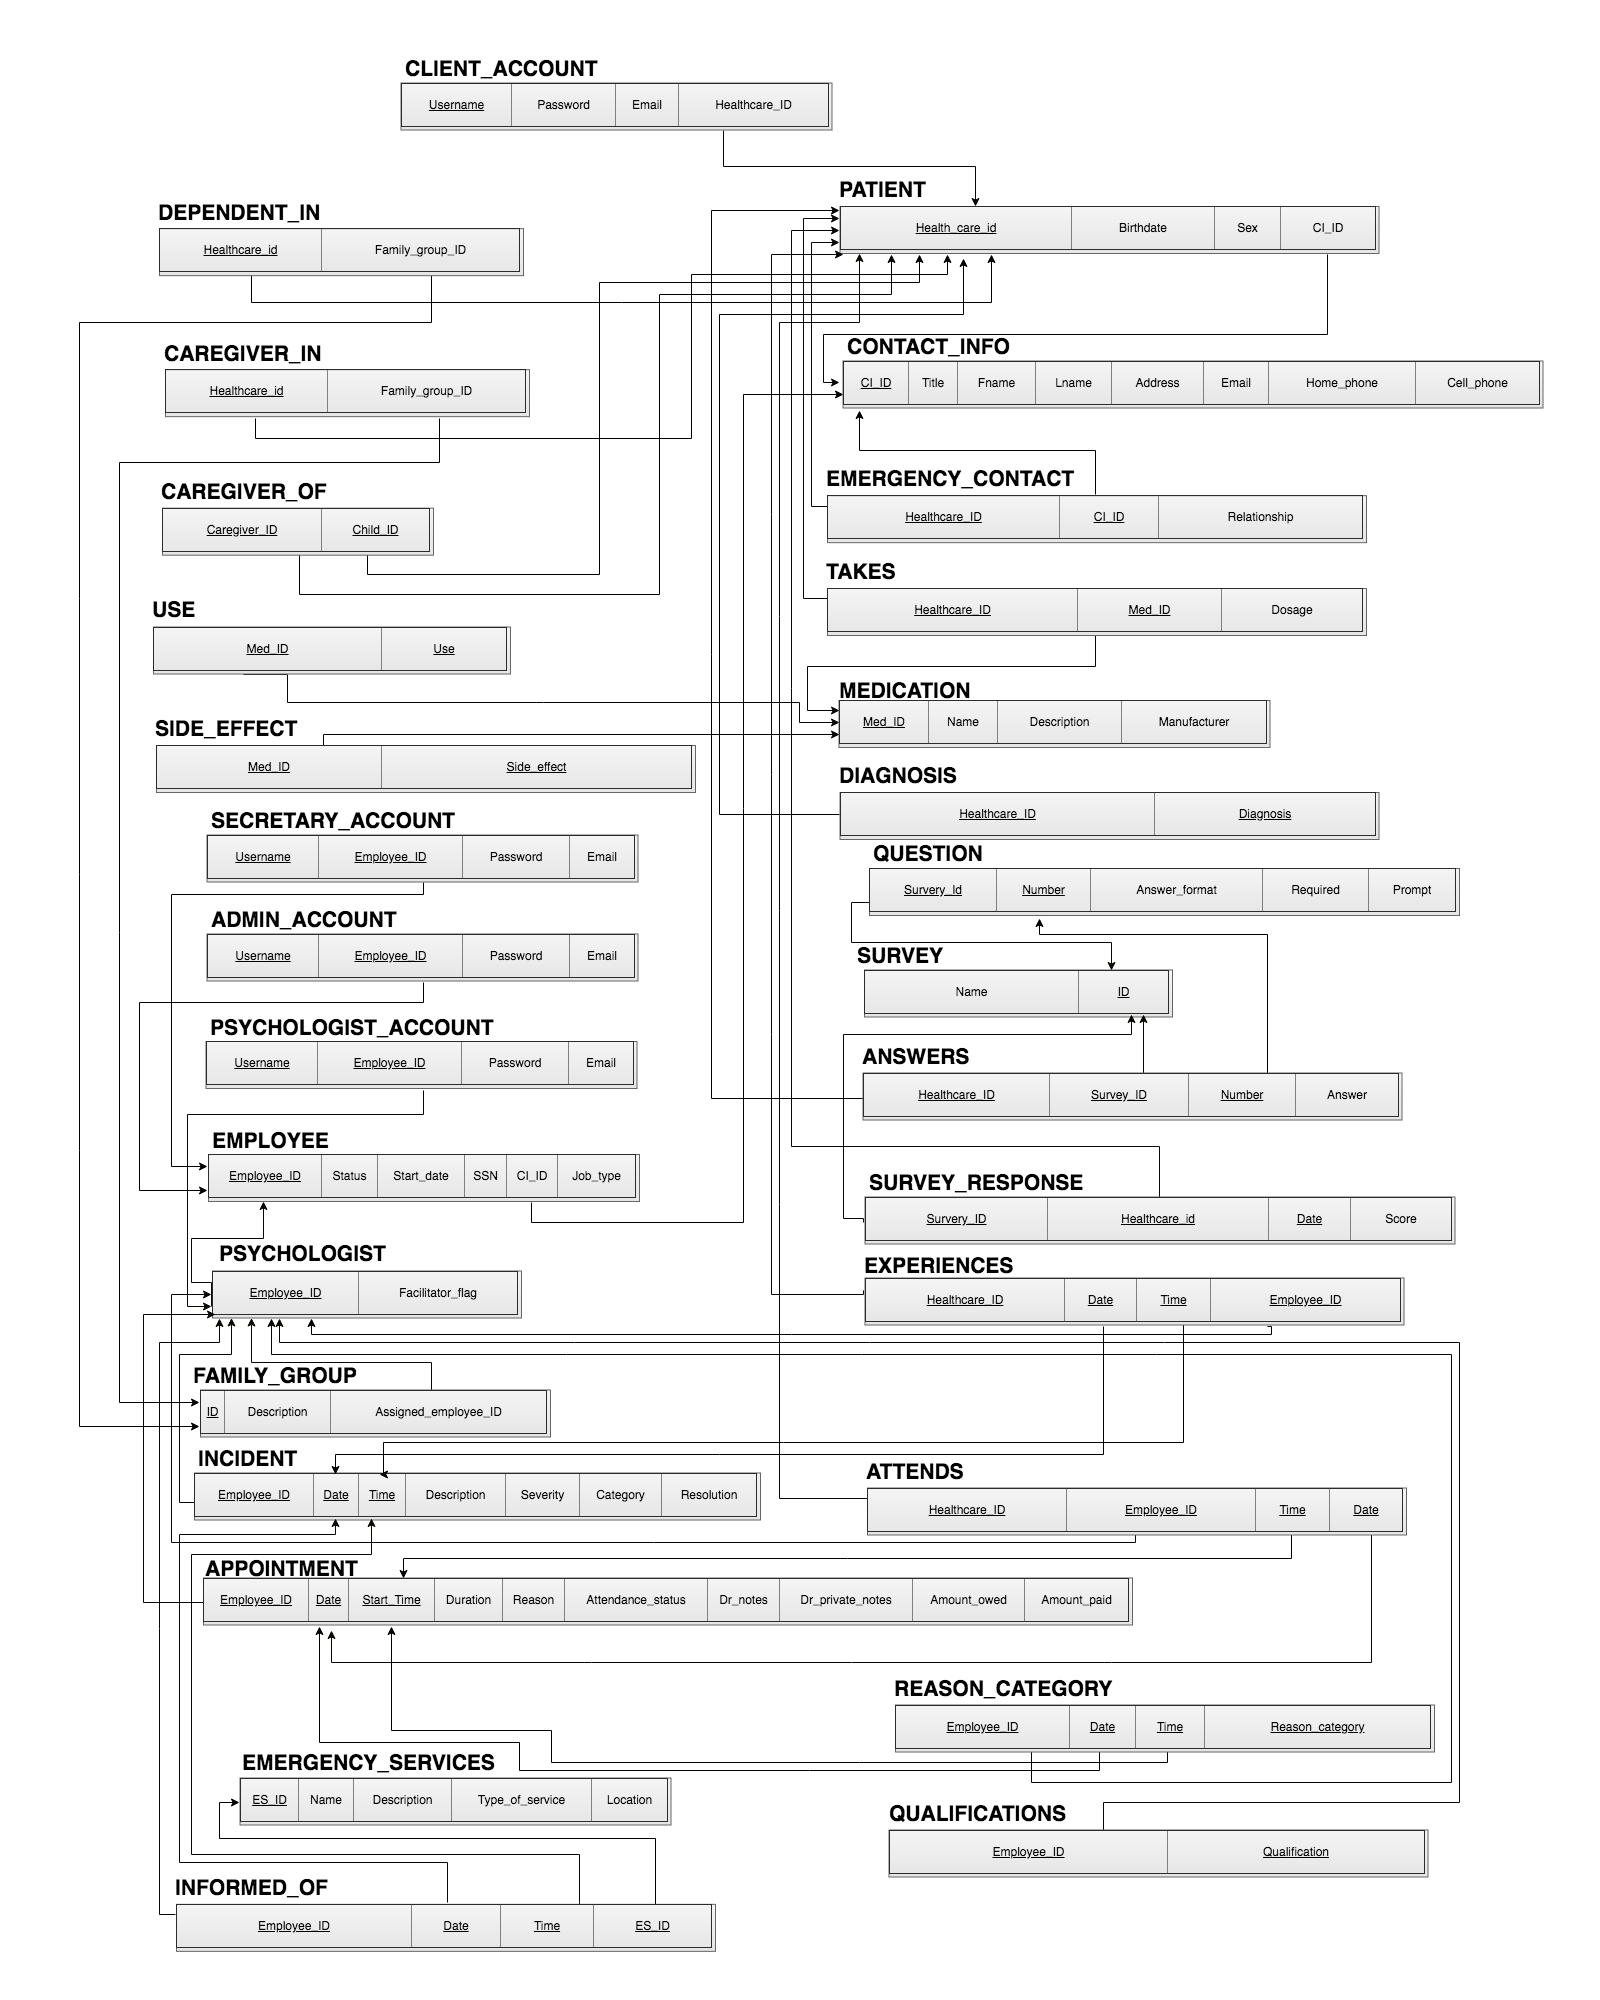 CLIENT_ACCOUNT
Username Password Email Healthcare_ID
PATIENT
Health_care_id Birthdate Sex CI_ID
DEPENDENT_IN
Healthcare_id Family_group_ID
CONTACT_INFO
CI_ID Title Fname Lname Address Email Home_phone Cell_phone
CAREGIVER_IN
Healthcare_id Family_group_ID
EMERGENCY_CONTACT
Healthcare_ID CI_ID Relationship
CAREGIVER_OF
Caregiver_ID Child_ID
TAKES
Healthcare_ID Med_ID Dosage
USE
Med_ID Use
MEDICATION
Med_ID Name Description Manufacturer
SIDE_EFFECT
Med_ID Side_effect
DIAGNOSIS
Healthcare_ID Diagnosis
SECRETARY_ACCOUNT
Username Employee_ID Password Email
QUESTION
Survery_Id Number Answer_format Required Prompt
ADMIN_ACCOUNT
Username Employee_ID Password Email
SURVEY
Name ID
PSYCHOLOGIST_ACCOUNT
Username Employee_ID Password Email
ANSWERS
Healthcare_ID Survey_ID Number Answer
EMPLOYEE
Employee_ID Status Start_date SSN CI_ID Job_type
SURVEY_RESPONSE
Survery_ID Healthcare_id Date Score
PSYCHOLOGIST
Employee_ID Facilitator_flag
EXPERIENCES
Healthcare_ID Date Time Employee_ID
FAMILY_GROUP
ID Description Assigned_employee_ID
INCIDENT
Employee_ID Date Time Description Severity Category Resolution
ATTENDS
Healthcare_ID Employee_ID Time Date
APPOINTMENT
Employee_ID Date Start_Time Duration Reason Attendance_status Dr_notes Dr_private_notes Amount_owed Amount_paid
REASON_CATEGORY
Employee_ID Date Time Reason_category
EMERGENCY_SERVICES
ES_ID Name Description Type_of_service Location
QUALIFICATIONS
Employee_ID Qualification
INFORMED_OF
Employee_ID Date Time ES_ID